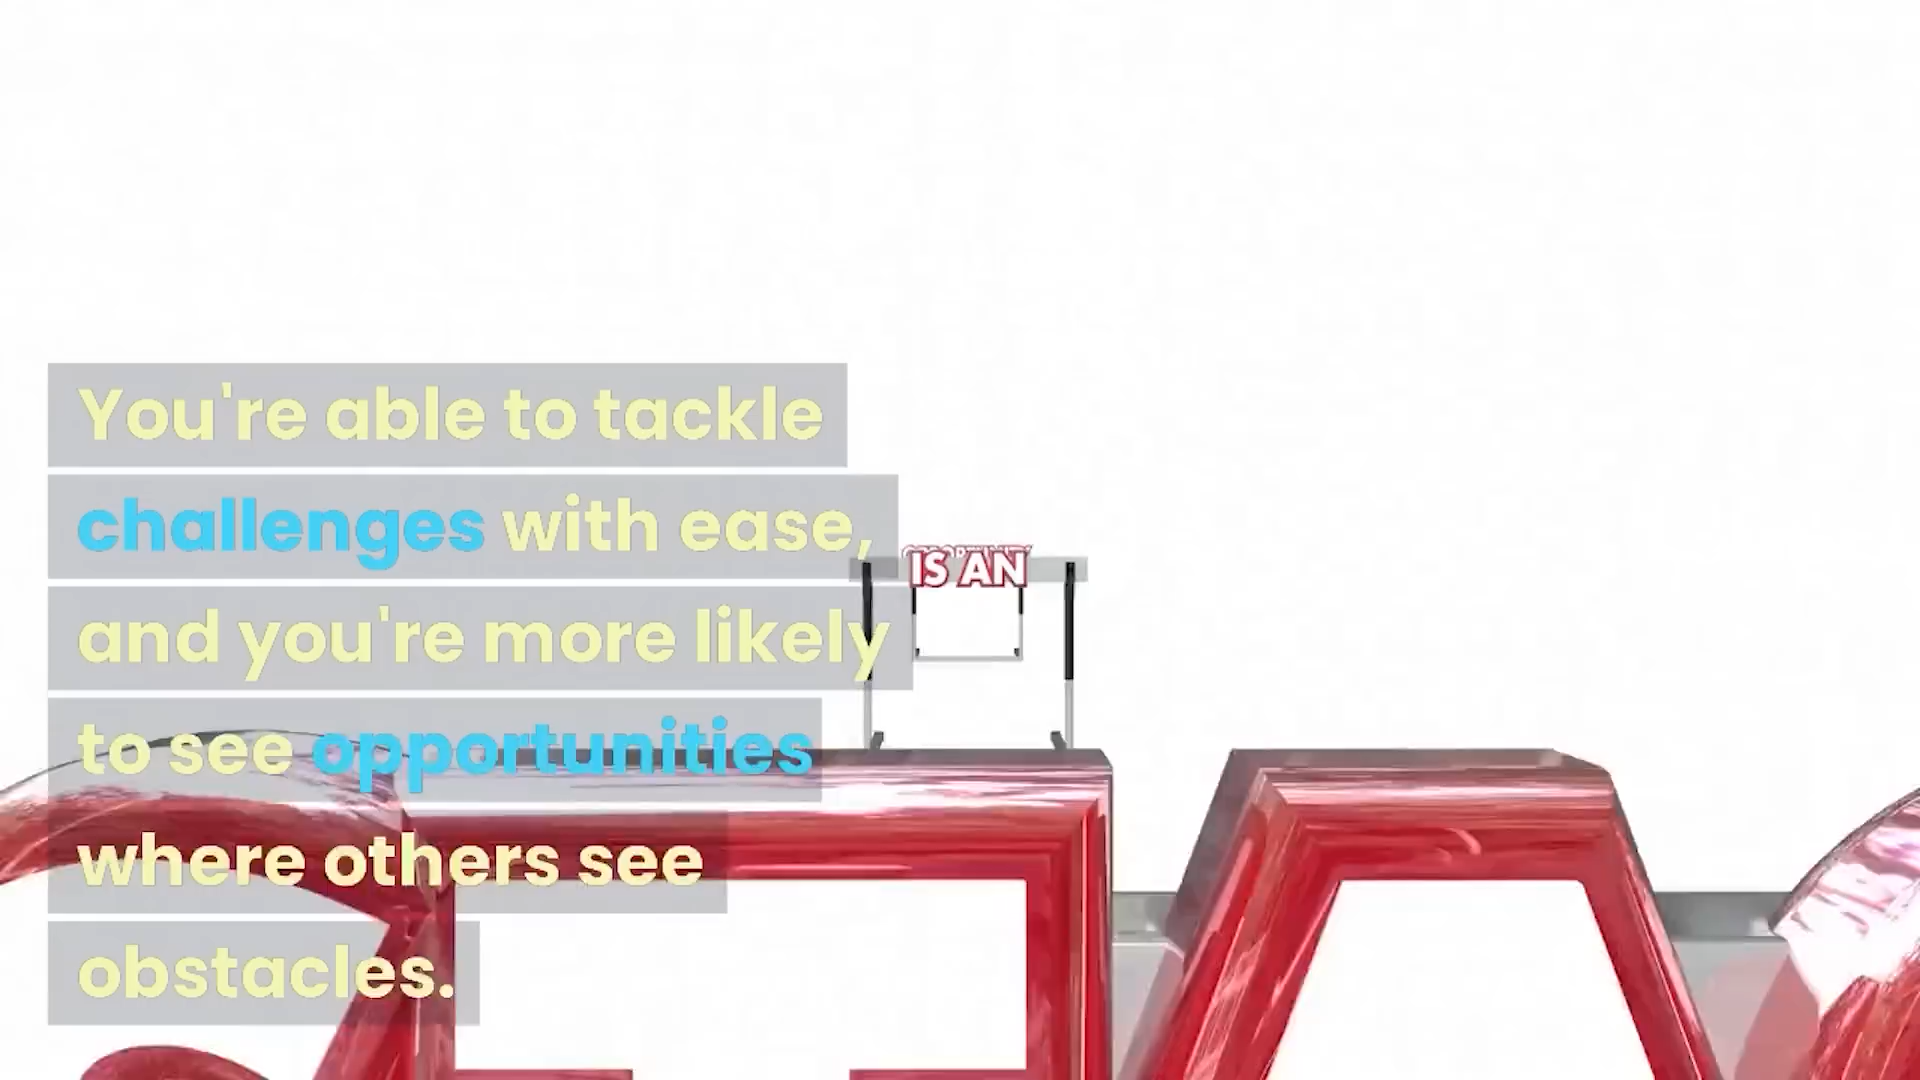 You're able to tackle
challenges with ease,
and you're more likely
to see opportunities
where others see
obstacles.
IS AN